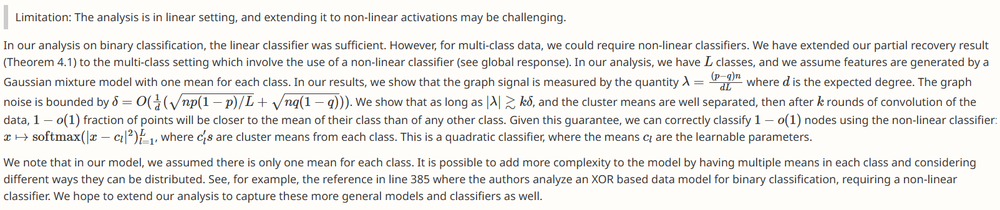 Limitation: The analysis is in linear setting, and extending it to non-linear activations may be challenging.
In our analysis on binary classification, the linear classifier was sufficient. However, for multi-class data, we could require non-linear classifiers. We have extended our partial recovery result
(Theorem 4.1) to the multi-class setting which involve the use of a non-linear classifier (see global response). In our analysis, we have L classes, and we assume features are generated by a
Gaussian mixture model with one mean for each class. In our results, we show that the graph signal is measured by the quantity λ = (p−q)n/dL where d is the expected degree. The graph
noise is bounded by δ = O(1/d(√np(1 − p)/L + √nq(1 − q))). We show that as long as |λ| ≳ kδ, and the cluster means are well separated, then after k rounds of convolution of the
data, 1 − o(1) fraction of points will be closer to the mean of their class than of any other class. Given this guarantee, we can correctly classify 1 − o(1) nodes using the non-linear classifier:
x ↦ softmax(|x − c_l|²)_{l=1}^L, where c_l's are cluster means from each class. This is a quadratic classifier, where the means c_l are the learnable parameters.
We note that in our model, we assumed there is only one mean for each class. It is possible to add more complexity to the model by having multiple means in each class and considering
different ways they can be distributed. See, for example, the reference in line 385 where the authors analyze an XOR based data model for binary classification, requiring a non-linear
classifier. We hope to extend our analysis to capture these more general models and classifiers as well.